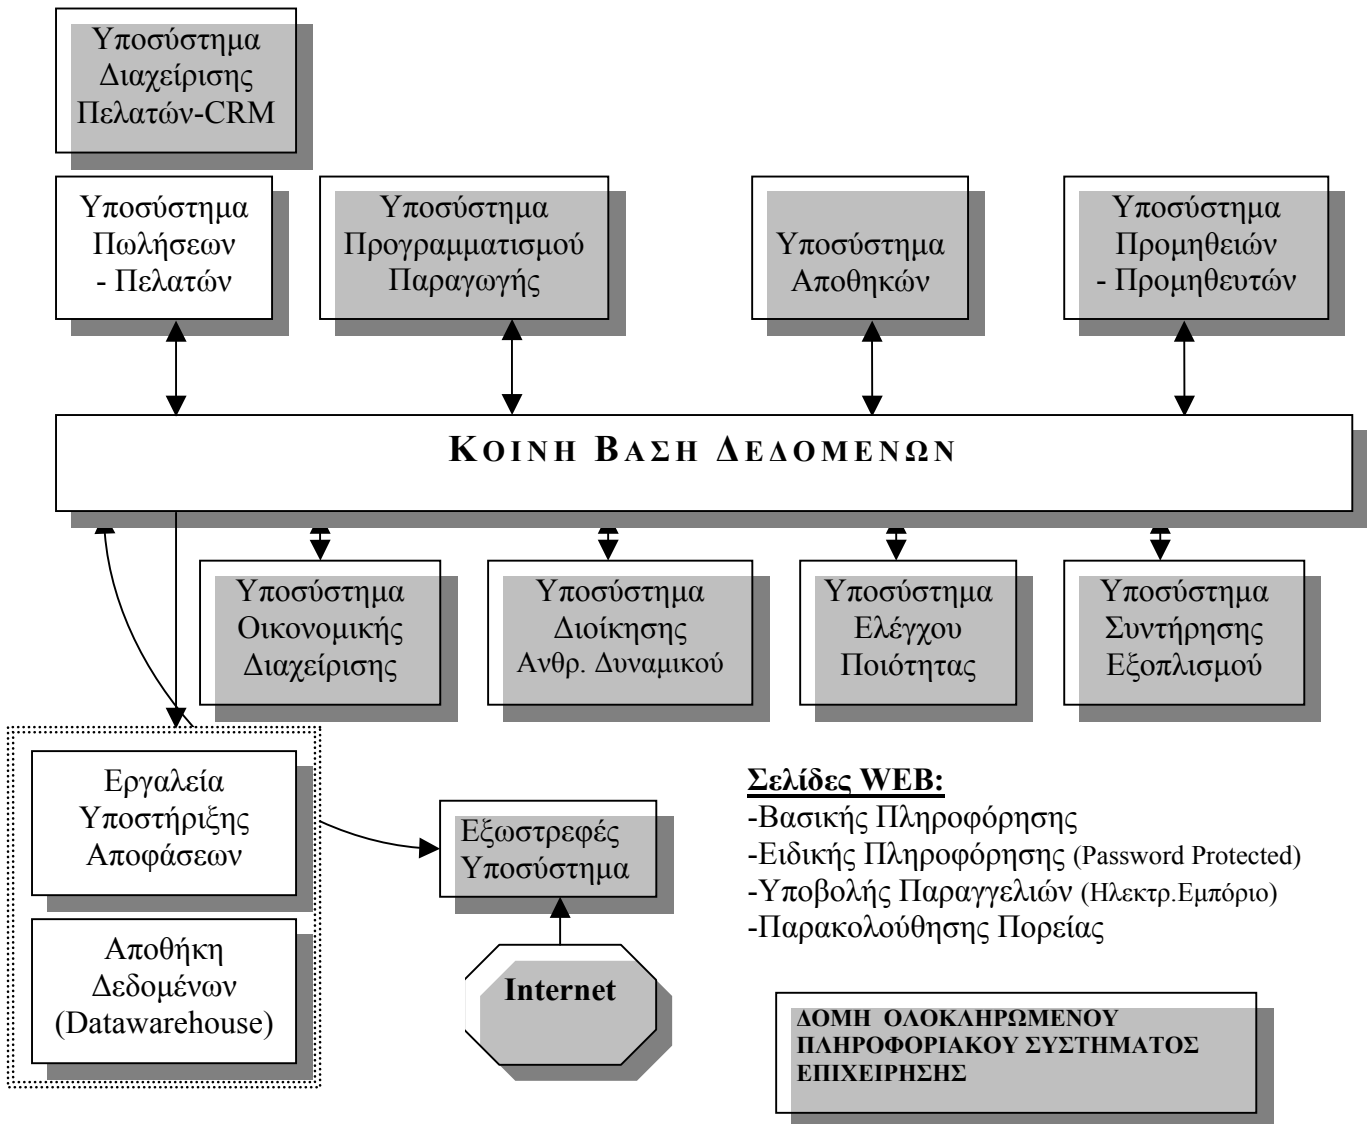 Υποσύστημα
Διαχείρισης
Πελατών-CRM
Υποσύστημα
Πωλήσεων
- Πελατών
Υποσύστημα
Προγραμματισμού
Παραγωγής
Υποσύστημα
Αποθηκών
Υποσύστημα
Προμηθειών
- Προμηθευτών
ΚΟΙΝΗ ΒΑΣΗ ΔΕΔΟΜΕΝΩΝ
Υποσύστημα
Οικονομικής
Διαχείρισης
Υποσύστημα
Διοίκησης
Ανθρ. Δυναμικού
Υποσύστημα
Ελέγχου
Ποιότητας
Υποσύστημα
Συντήρησης
Εξοπλισμού
Εργαλεία
Υποστήριξης
Αποφάσεων
Αποθήκη
Δεδομένων
(Datawarehouse)
Εξωστρεφές
Υποσύστημα
Internet
Σελίδες WEB:
-Βασικής Πληροφόρησης
-Ειδικής Πληροφόρησης (Password Protected)
-Υποβολής Παραγγελιών (Ηλεκτρ.Εμπόριο)
-Παρακολούθησης Πορείας
ΔΟΜΗ ΟΛΟΚΛΗΡΩΜΕΝΟΥ
ΠΛΗΡΟΦΟΡΙΑΚΟΥ ΣΥΣΤΗΜΑΤΟΣ
ΕΠΙΧΕΙΡΗΣΗΣ